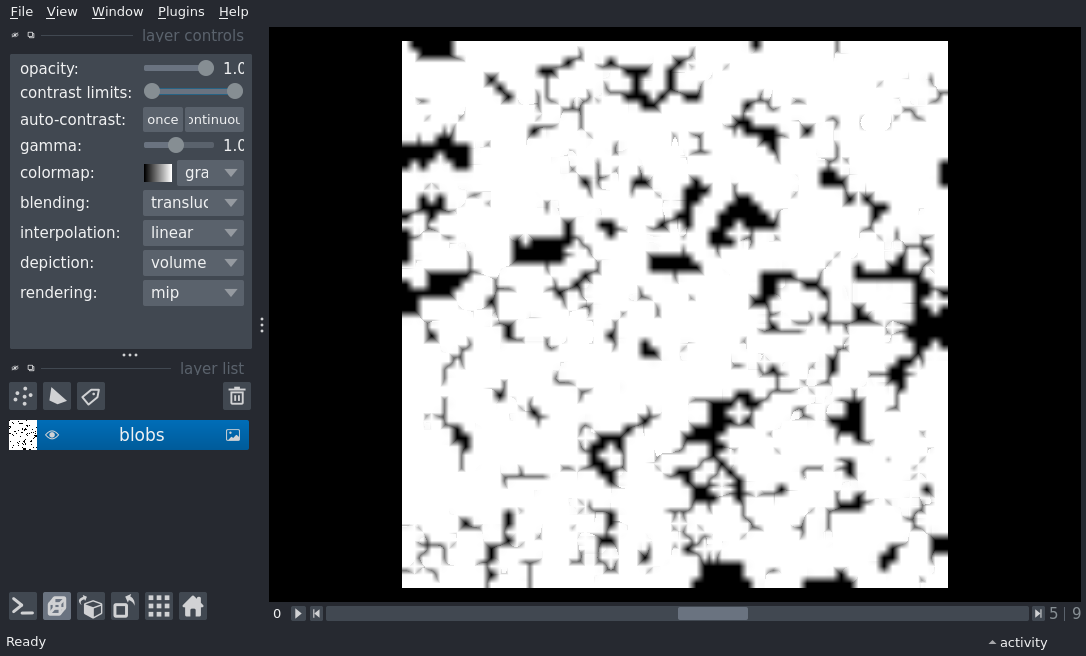 File View Window Plugins Help
layer controls
opacity: 1.0
contrast limits:
auto-contrast: once ontinuou
gamma: 1.0
colormap: gra
blending: transluc
interpolation: linear
depiction: volume
rendering: mip
layer list
blobs
0 5 | 9
Ready activity